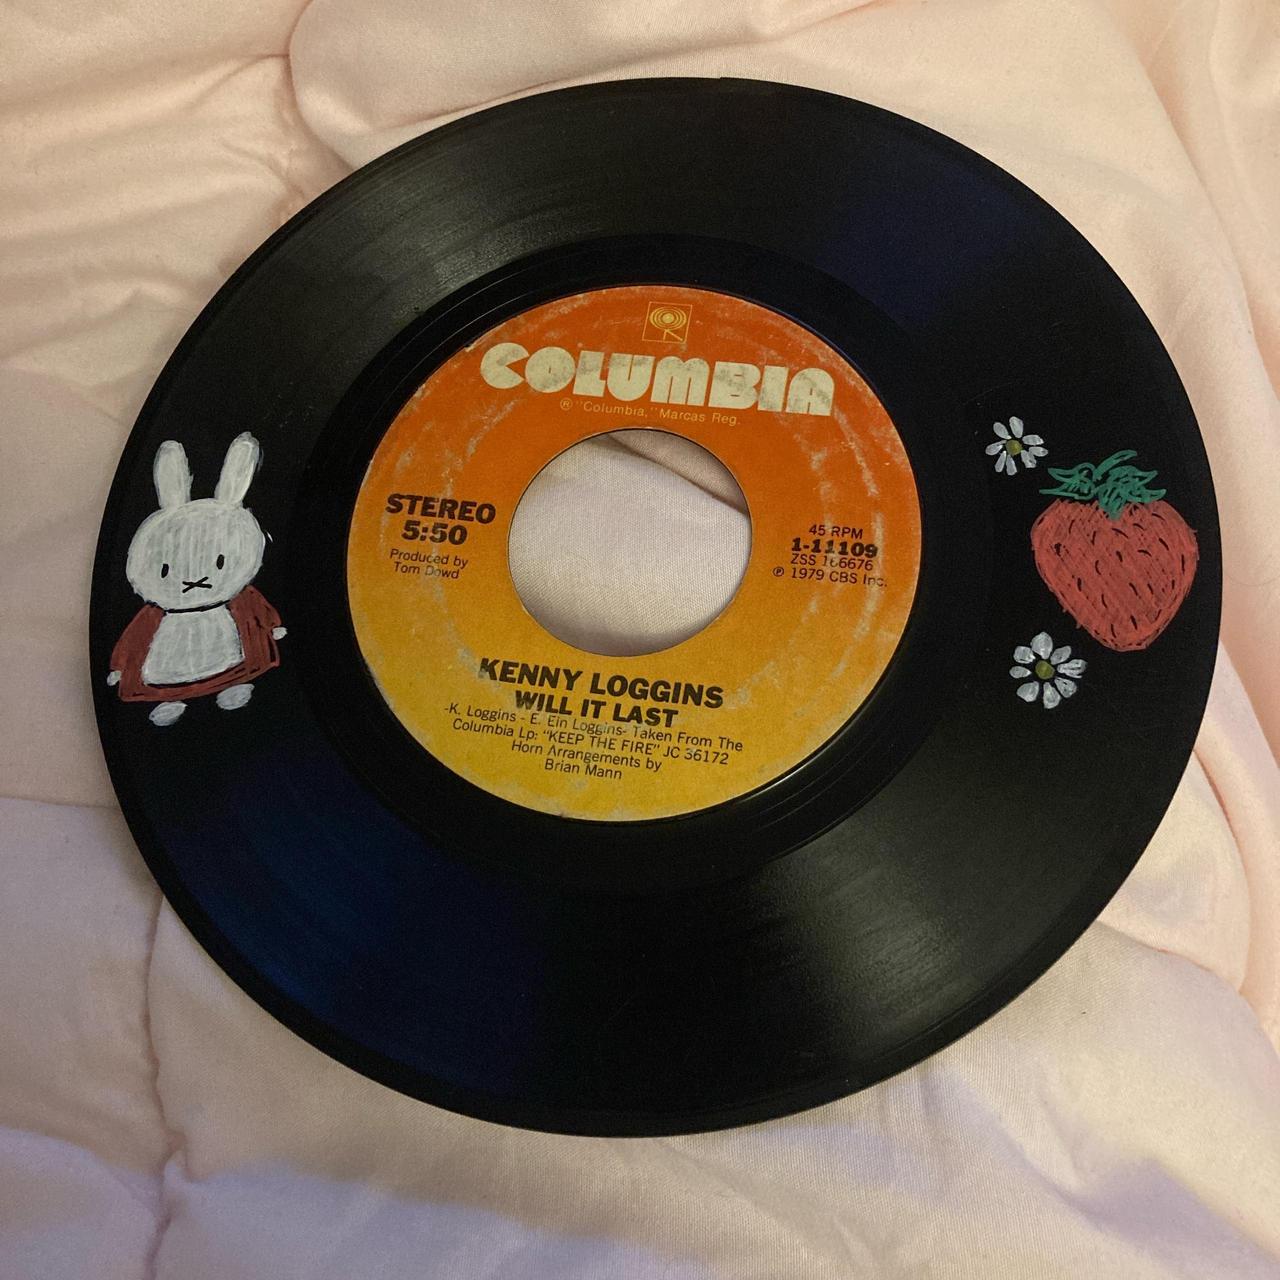 COLUMBIA
® "Columbia," Marcas Reg.
STEREO
5:50
Produced by
Tom Dowd
45 RPM
1-11109
ZSS 166676
℗ 1979 CBS Inc.
KENNY LOGGINS
WILL IT LAST
-K. Loggins - E. Ein Loggins- Taken From The
Columbia Lp: "KEEP THE FIRE" JC 36172
Horn Arrangements by
Brian Mann